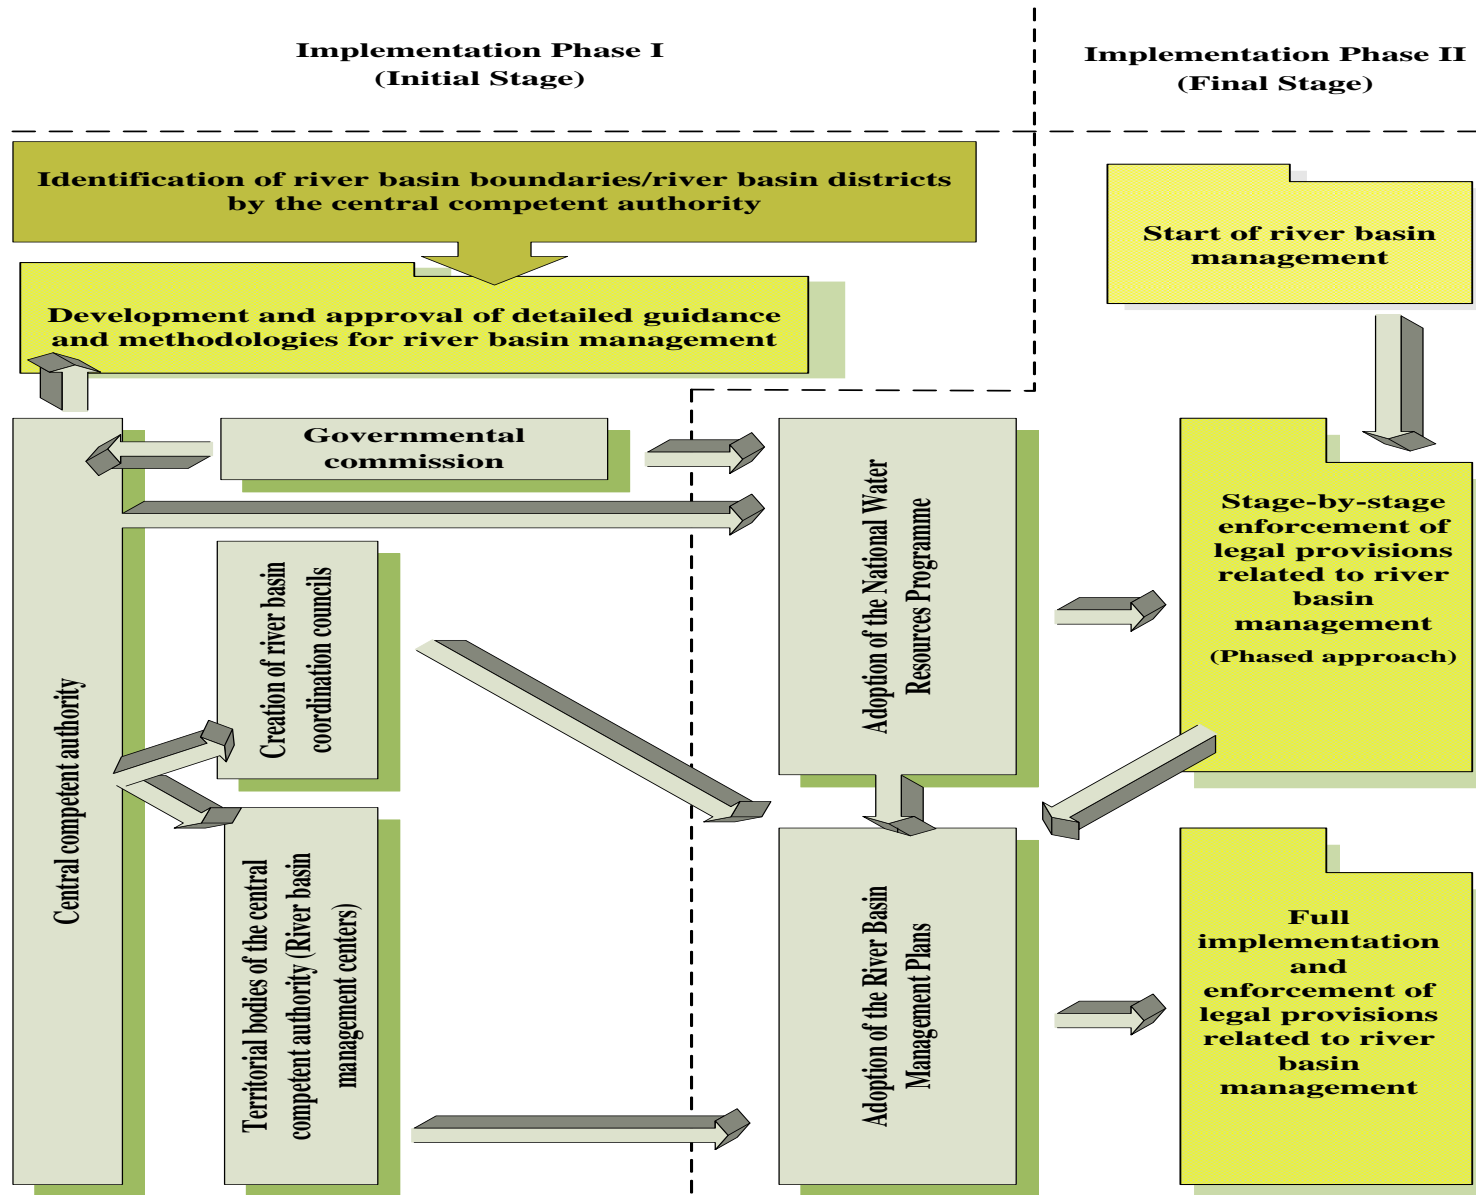 Implementation Phase I
(Initial Stage)
Implementation Phase II
(Final Stage)
Identification of river basin boundaries/river basin districts
by the central competent authority
Start of river basin
management
Development and approval of detailed guidance
and methodologies for river basin management
Governmental
commission
Central competent authority
Creation of river basin
coordination councils
Territorial bodies of the central
competent authority (River basin
management centers)
Adoption of the National Water
Resources Programme
Adoption of the River Basin
Management Plans
Stage-by-stage
enforcement of
legal provisions
related to river
basin
management
(Phased approach)
Full
implementation
and
enforcement of
legal provisions
related to river
basin
management